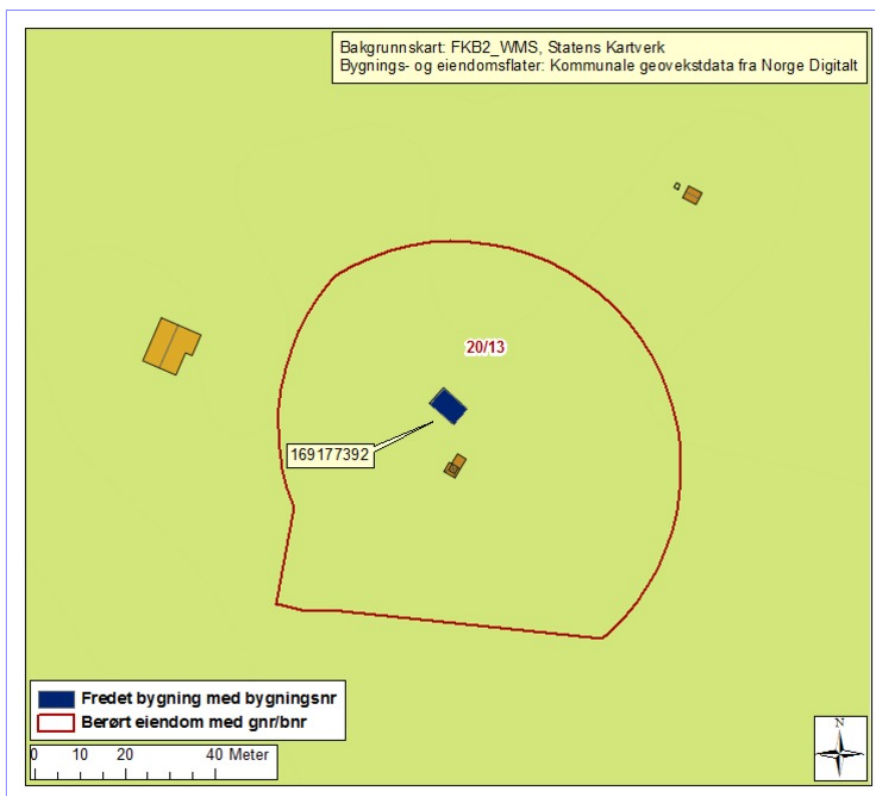 Bakgrunnskart: FKB2_WMS, Statens Kartverk
Bygnings- og eiendomsflater: Kommunale geovekstdata fra Norge Digitalt
20/13
169177392
Fredet bygning med bygningsnr
Berørt eiendom med gnr/bnr
0 10 20 40 Meter
N